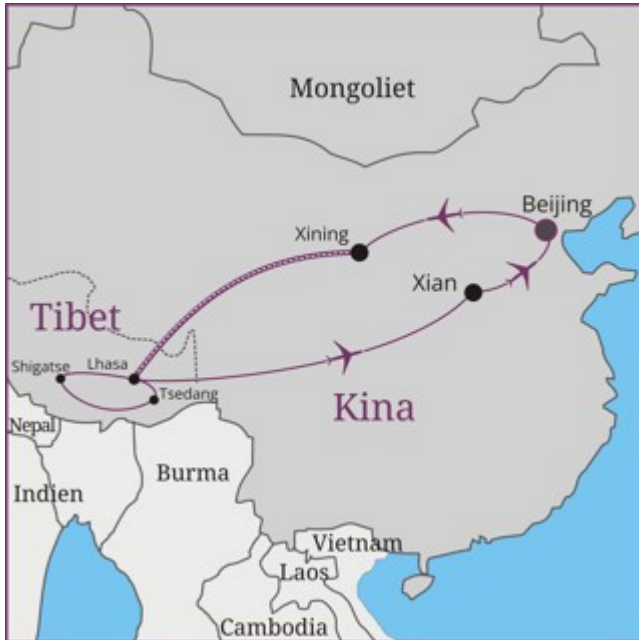 Mongoliet
Beijing
Xining
Xian
Tibet
Shigatse
Lhasa
Tsedang
Kina
Nepal
Burma
Indien
Vietnam
Laos
Cambodia